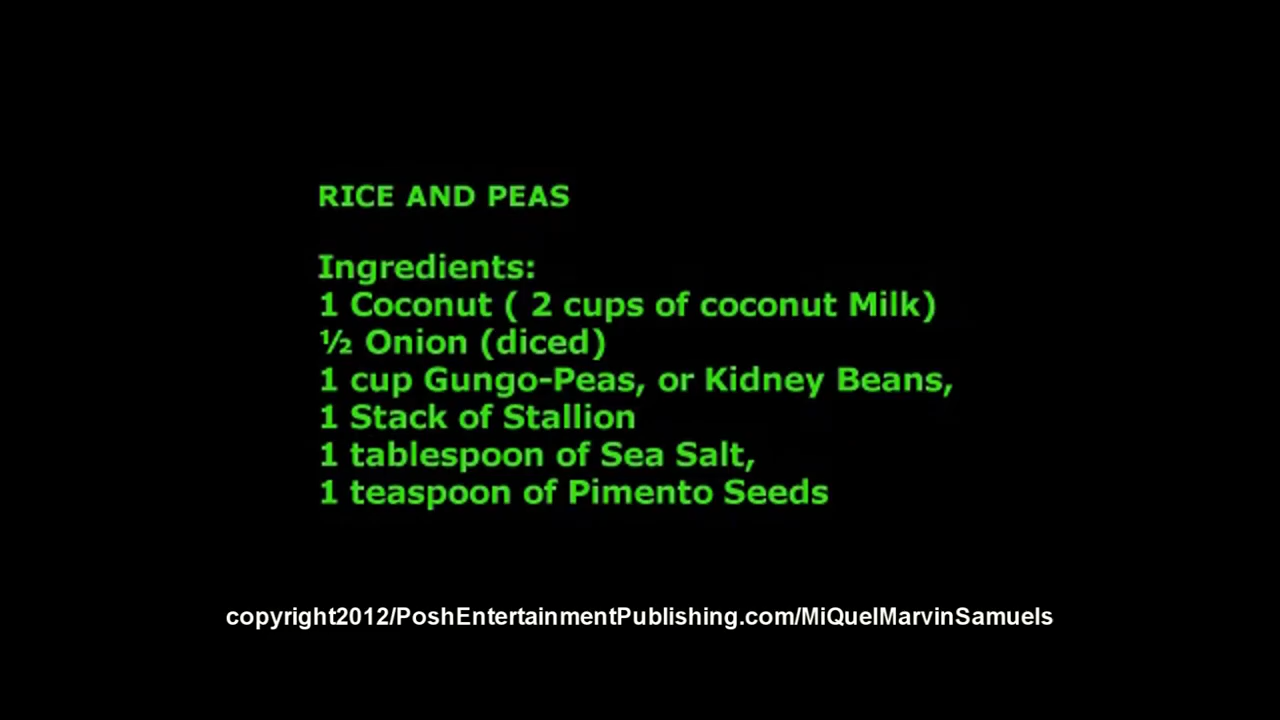 RICE AND PEAS
Ingredients:
1 Coconut ( 2 cups of coconut Milk)
½ Onion (diced)
1 cup Gungo-Peas, or Kidney Beans,
1 Stack of Stallion
1 tablespoon of Sea Salt,
1 teaspoon of Pimento Seeds
copyright2012/PoshEntertainmentPublishing.com/MiQuelMarvinSamuels